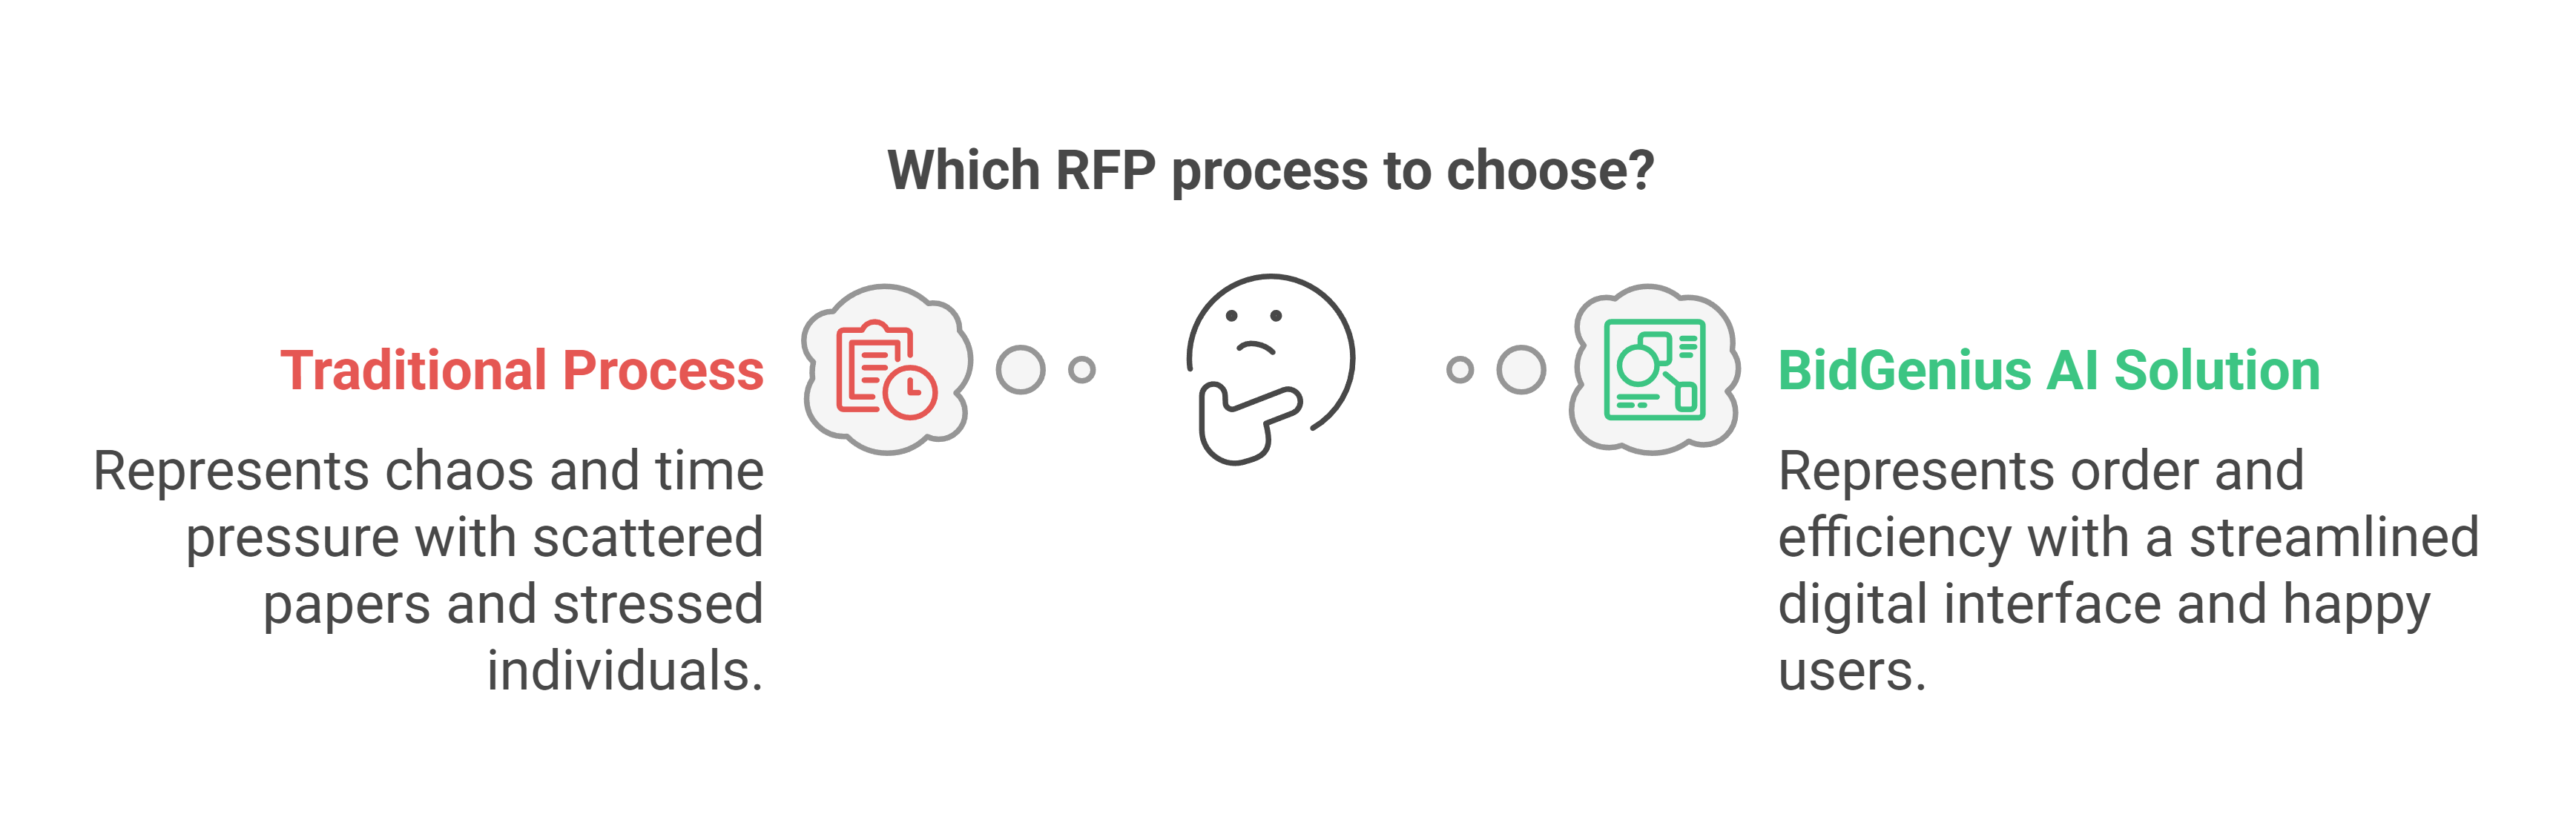 Which RFP process to choose?
Traditional Process
Represents chaos and time
pressure with scattered
papers and stressed
individuals.
BidGenius AI Solution
Represents order and
efficiency with a streamlined
digital interface and happy
users.